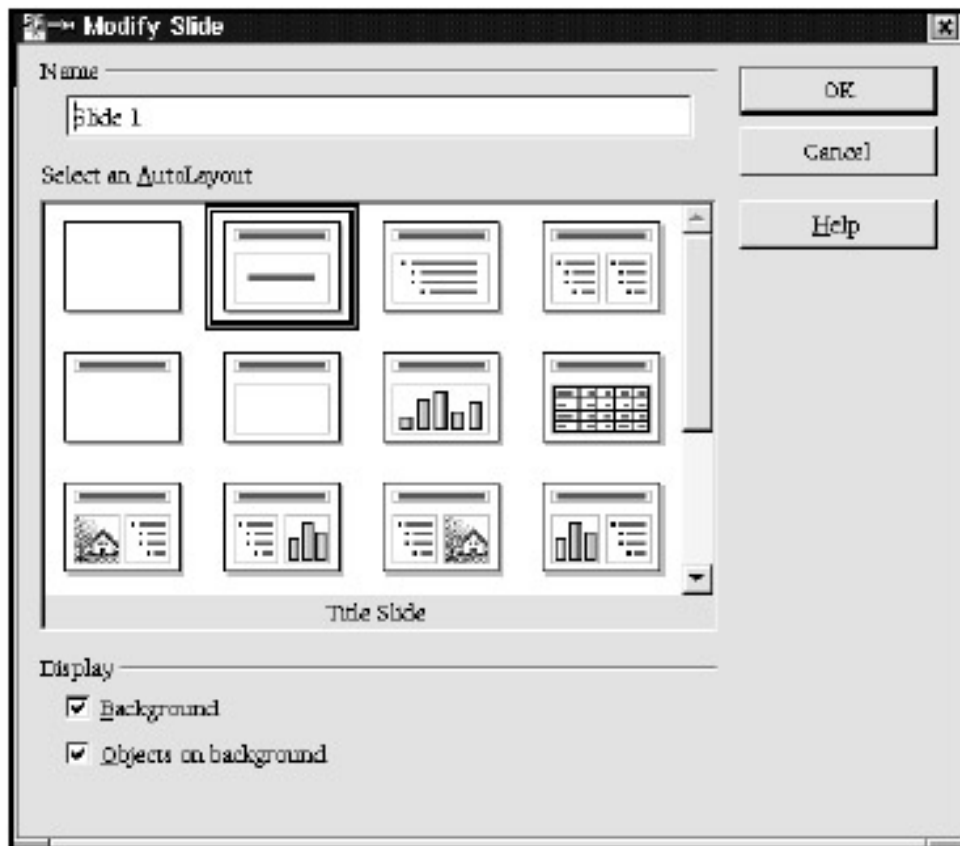 Modify Slide
Name
OK
Slide 1
Cancel
Select an AutoLayout
Help
Title Slide
Display
Background
Objects on background